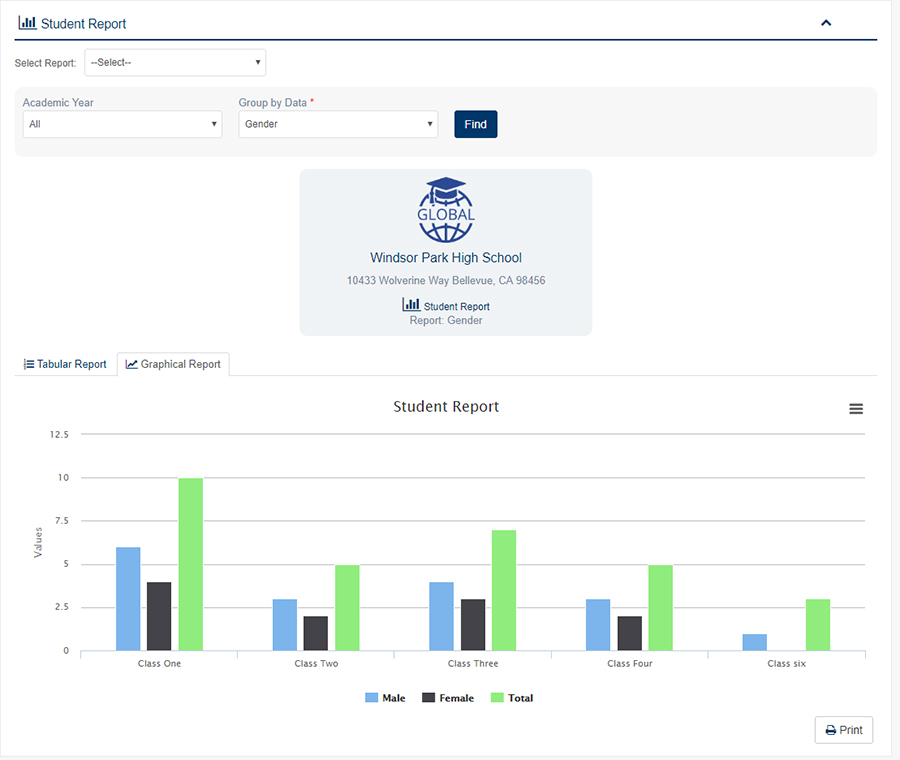 Student Report
Select Report: --Select--
Academic Year Group by Data *
All Gender Find
GLOBAL
Windsor Park High School
10433 Wolverine Way Bellevue, CA 98456
Student Report
Report: Gender
Tabular Report Graphical Report
Student Report
12.5
10
7.5
5
2.5
0
Values
Class One Class Two Class Three Class Four Class six
Male Female Total
Print